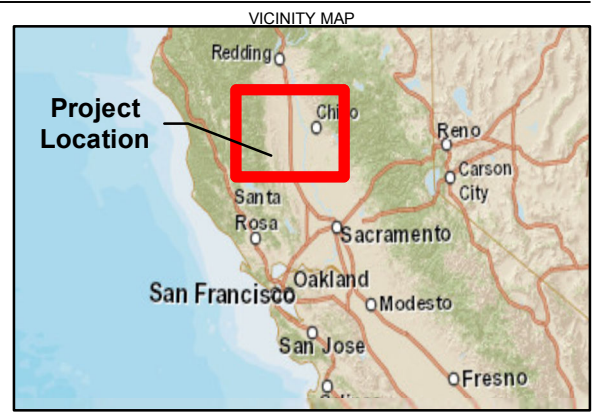 VICINITY MAP
Redding
Project
Location
Chico
Reno
Carson
City
Santa
Rosa
Sacramento
Oakland
San Francisco
Modesto
San Jose
Fresno